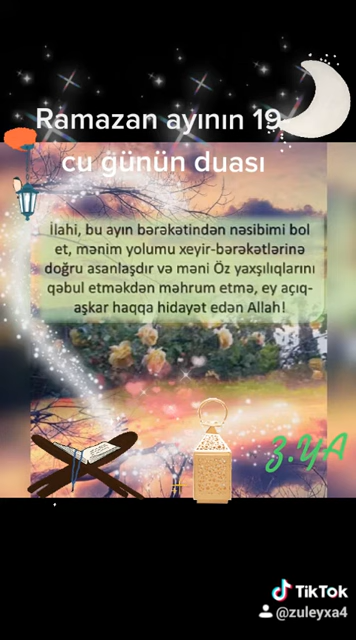 Ramazan ayının 19-
cu günün duası
İlahi, bu ayın bərəkətindən nəsibimi bol
et, mənim yolumu xeyir-bərəkətlərinə
doğru asanlaşdır və məni Öz yaxşılıqlarını
qəbul etməkdən məhrum etmə, ey açıq-
aşkar haqqa hidayət edən Allah!
Z.YA
TikTok
@zuleyxa4